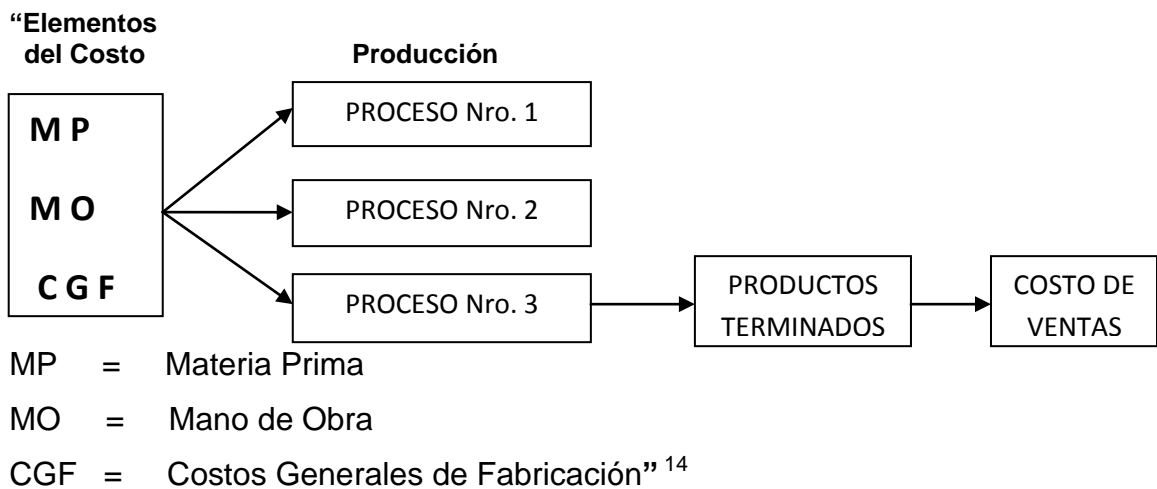 “Elementos
del Costo
Producción
M P
M O
C G F
PROCESO Nro. 1
PROCESO Nro. 2
PROCESO Nro. 3
PRODUCTOS
TERMINADOS
COSTO DE
VENTAS
MP = Materia Prima
MO = Mano de Obra
CGF = Costos Generales de Fabricación” 14